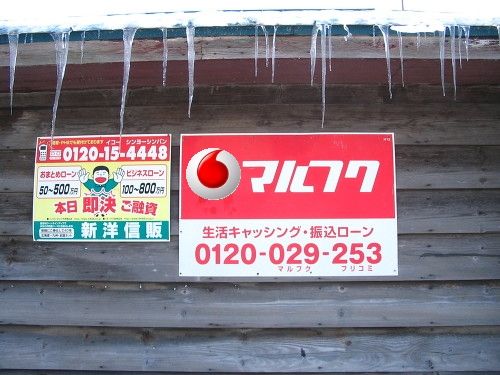 イコー シンヨーシンパン
0120-15-4448
おまとめローン
50～500万円
ビジネスローン
100～800万円
本日即決ご融資
新洋信販
マルフク
生活キャッシング・振込ローン
0120-029-253
マルフク フリコミ